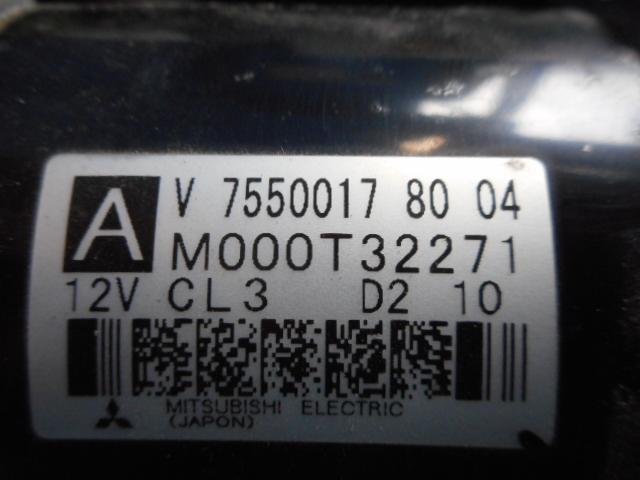 A V 7550017 80 04
M000T32271
12V CL3 D2 10
MITSUBISHI ELECTRIC
(JAPON)